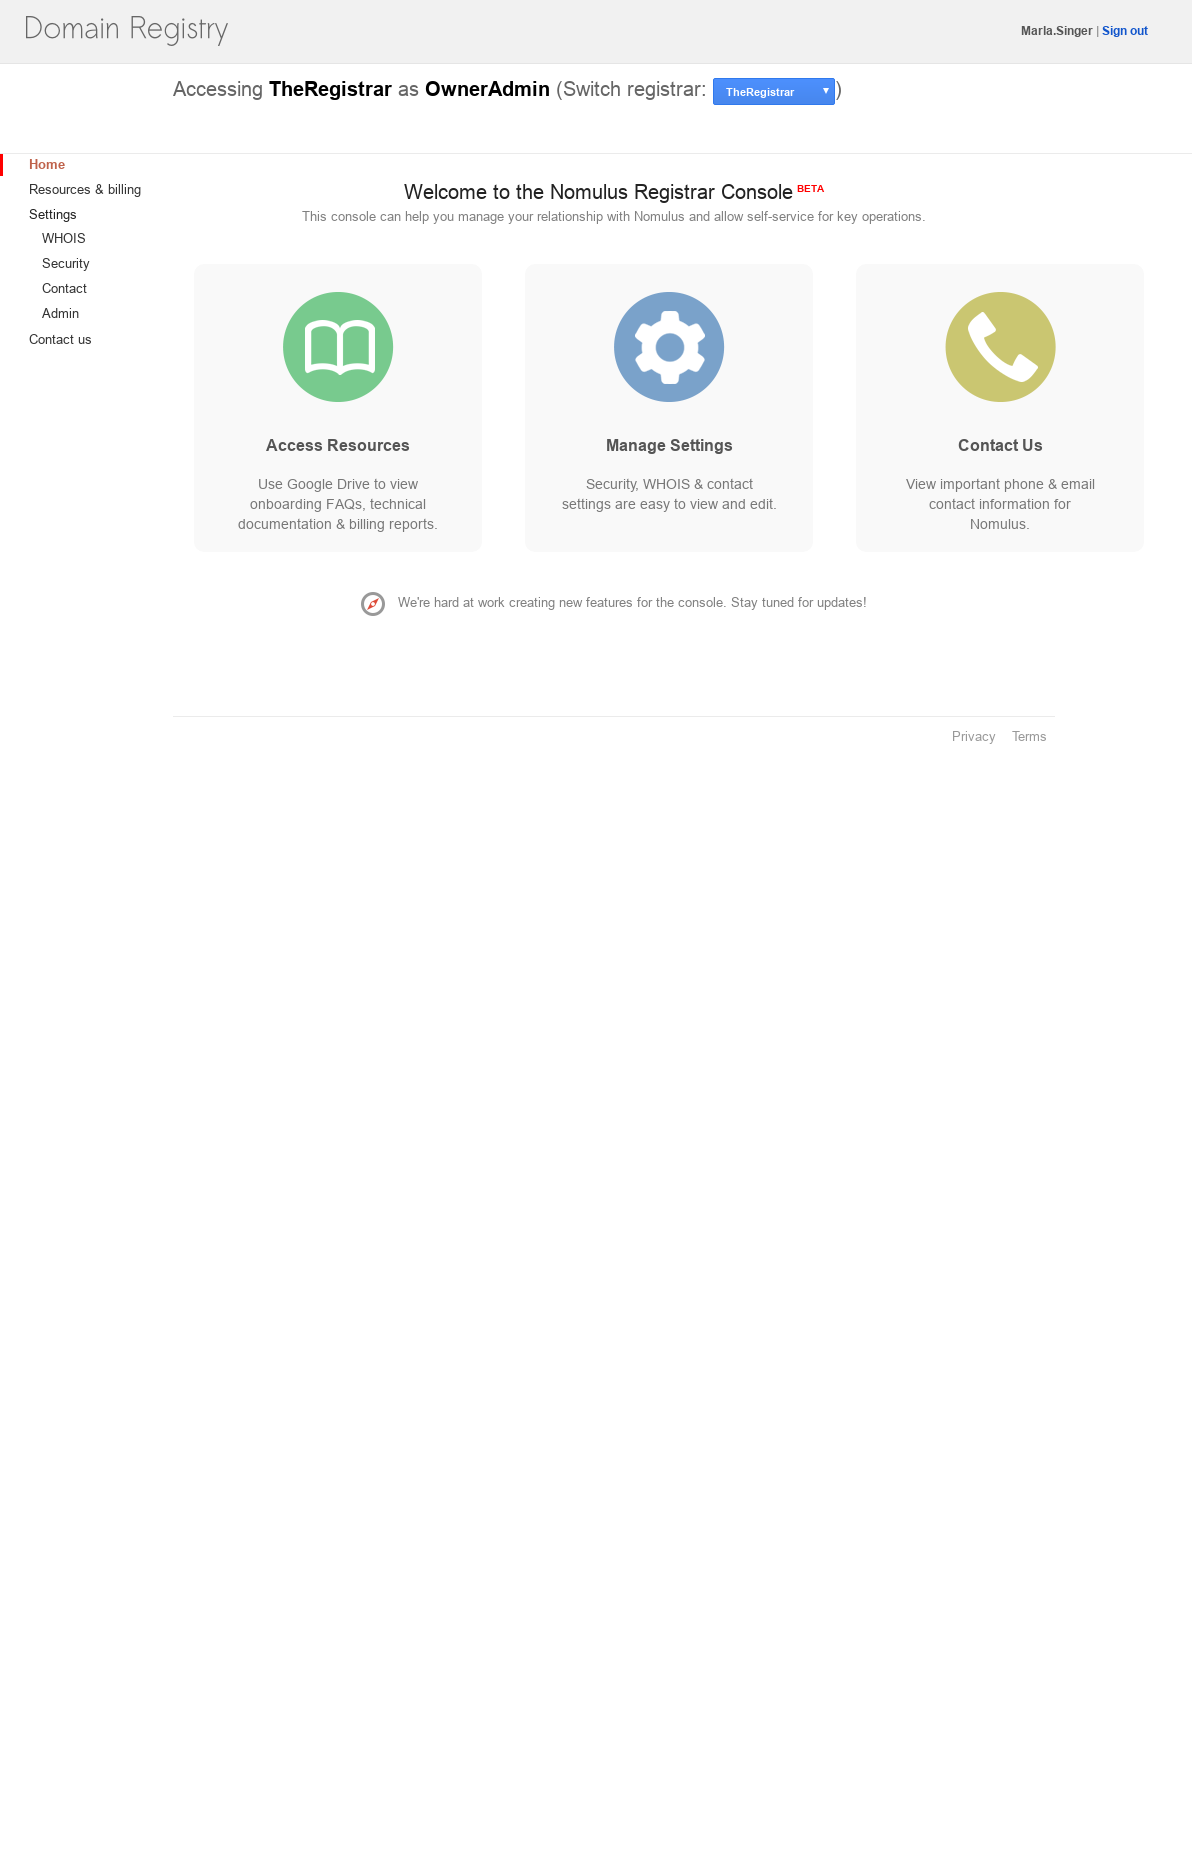 Domain Registry
Marla.Singer | Sign out
Accessing TheRegistrar as OwnerAdmin (Switch registrar: TheRegistrar ▼)
Home
Resources & billing
Settings
WHOIS
Security
Contact
Admin
Contact us
Welcome to the Nomulus Registrar Console BETA
This console can help you manage your relationship with Nomulus and allow self-service for key operations.
Access Resources
Use Google Drive to view
onboarding FAQs, technical
documentation & billing reports.
Manage Settings
Security, WHOIS & contact
settings are easy to view and edit.
Contact Us
View important phone & email
contact information for
Nomulus.
We're hard at work creating new features for the console. Stay tuned for updates!
Privacy Terms